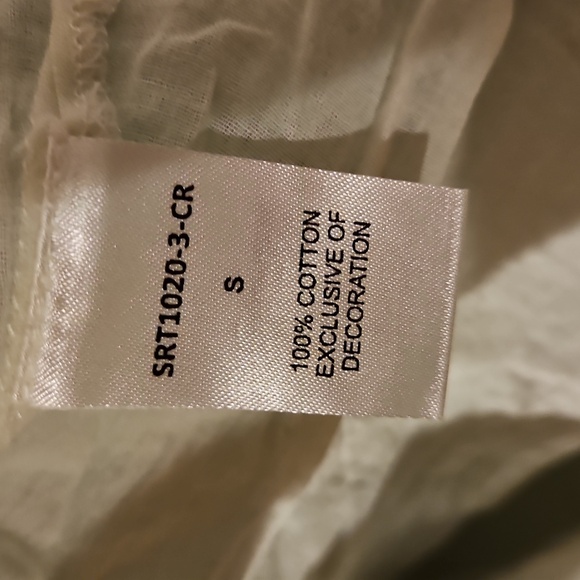 SRT1020-3-CR
S
100% COTTON
EXCLUSIVE OF
DECORATION